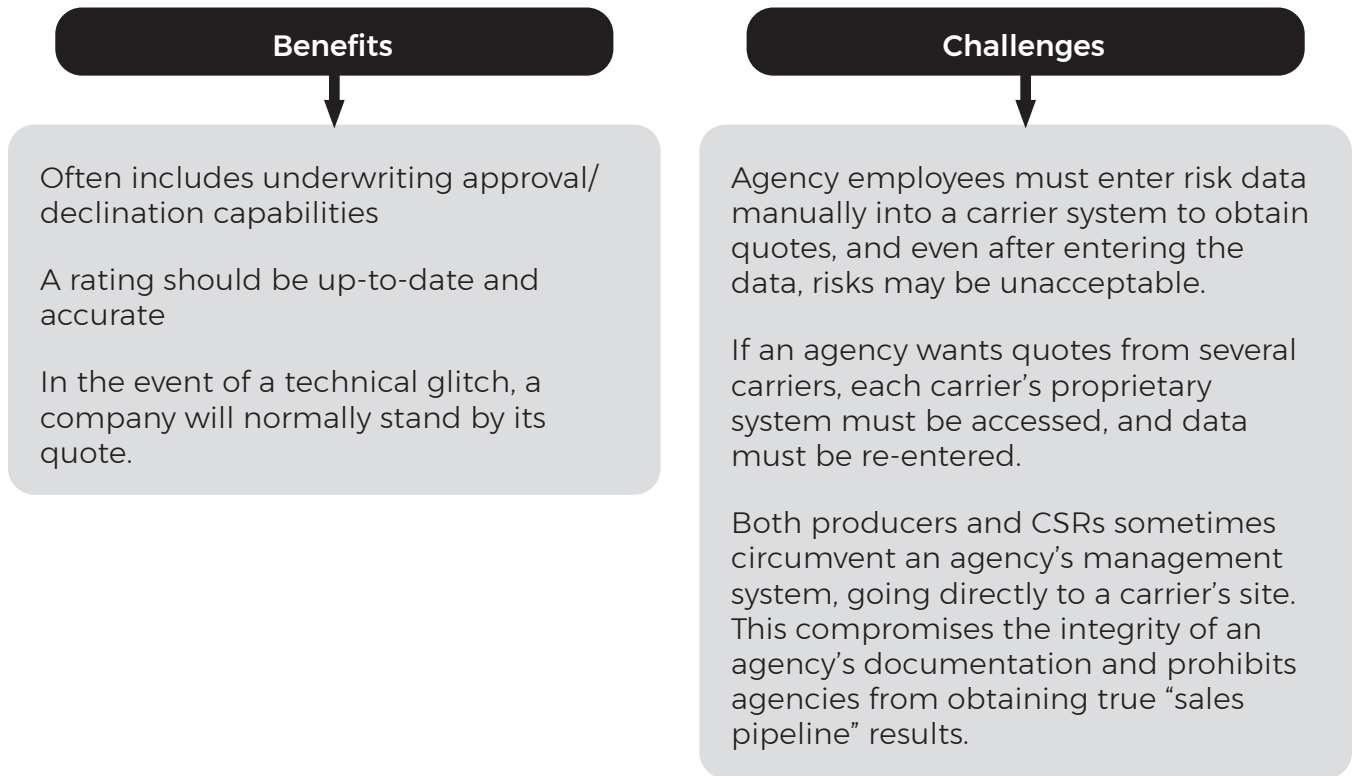 Benefits
Often includes underwriting approval/
declination capabilities
A rating should be up-to-date and
accurate
In the event of a technical glitch, a
company will normally stand by its
quote.
Challenges
Agency employees must enter risk data
manually into a carrier system to obtain
quotes, and even after entering the
data, risks may be unacceptable.
If an agency wants quotes from several
carriers, each carrier’s proprietary
system must be accessed, and data
must be re-entered.
Both producers and CSRs sometimes
circumvent an agency’s management
system, going directly to a carrier’s site.
This compromises the integrity of an
agency’s documentation and prohibits
agencies from obtaining true “sales
pipeline” results.